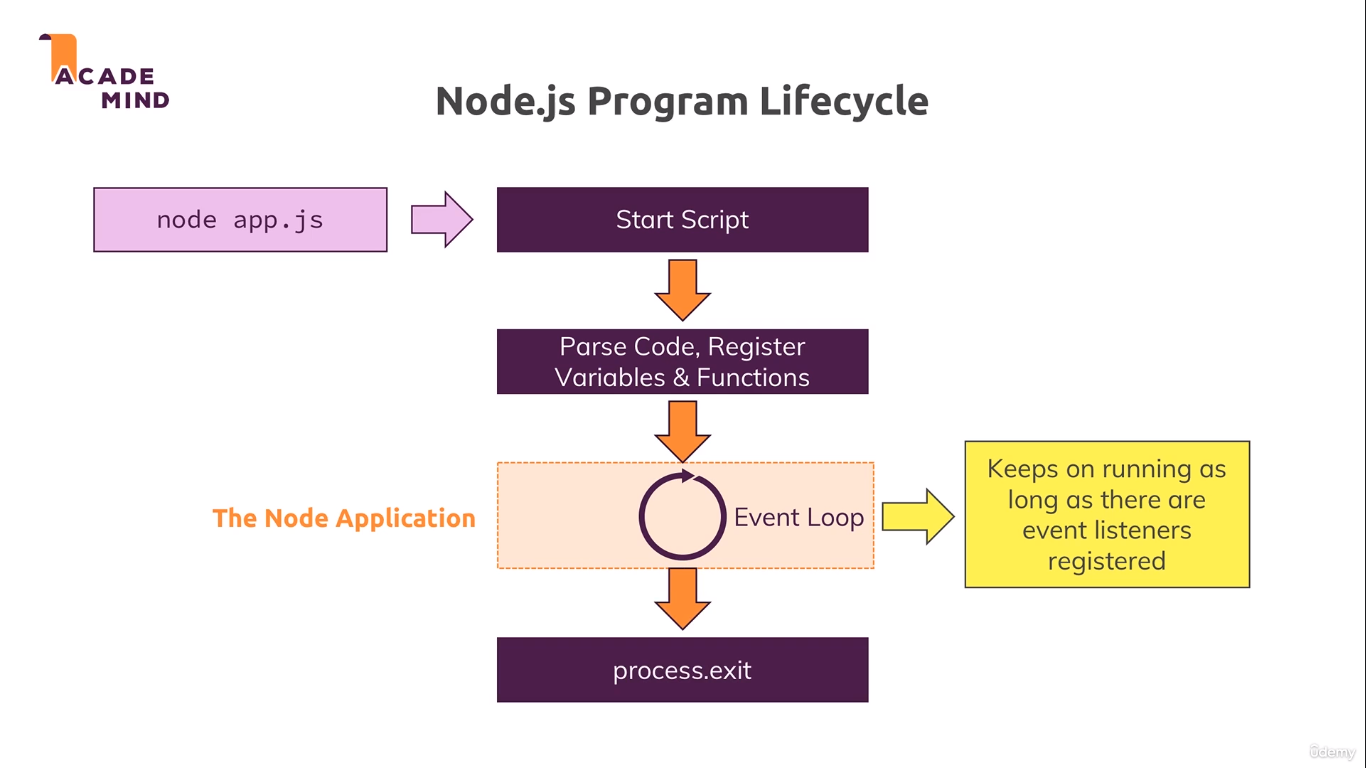 ACADE
MIND
Node.js Program Lifecycle
node app.js
Start Script
Parse Code, Register
Variables & Functions
The Node Application
Event Loop
Keeps on running as
long as there are
event listeners
registered
process.exit
ûdemy